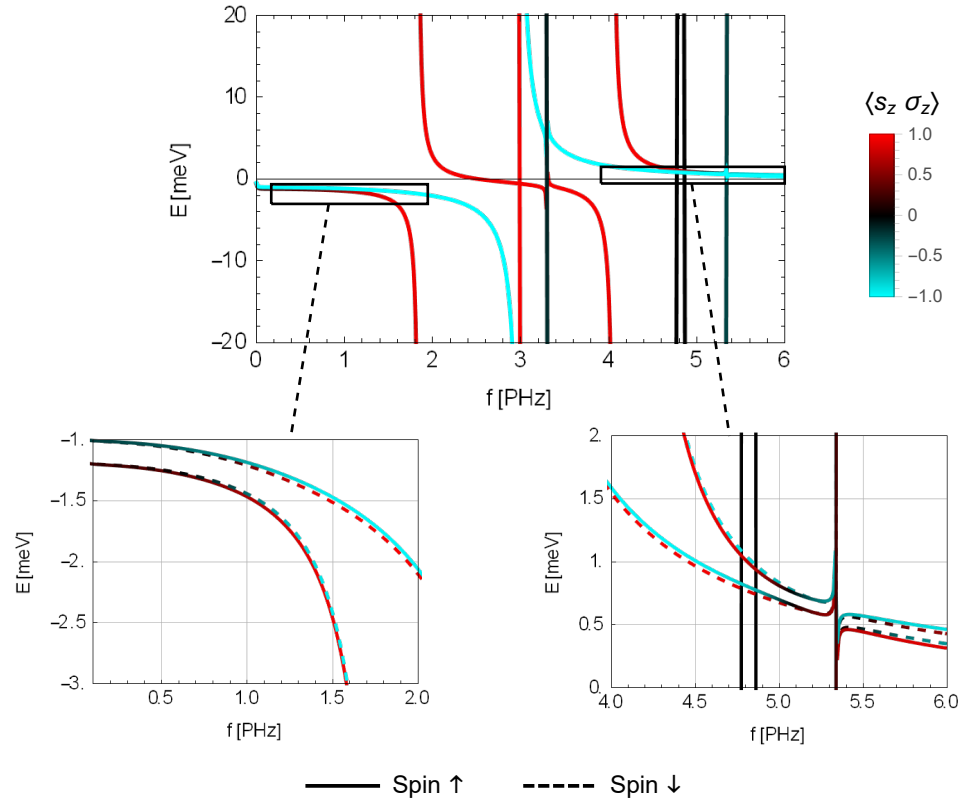 20
10
0
−10
−20
E [meV]
0 1 2 3 4 5 6
f [PHz]
⟨s_z σ_z⟩
1.0
0.5
0
−0.5
−1.0
−1.
−1.5
−2.
−2.5
−3.
E [meV]
0.5 1.0 1.5 2.0
f [PHz]
2.
1.5
1
0.5
0.
E [meV]
4.0 4.5 5.0 5.5 6.0
f [PHz]
Spin ↑ Spin ↓